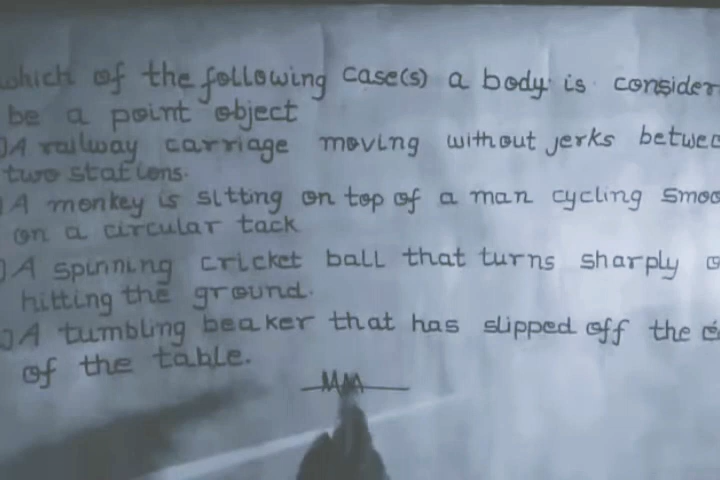 which of the following case(s) a body is consider
be a point object
)A railway carriage moving without jerks betwee
two stations.
)A monkey is sitting on top of a man cycling smoo
on a circular tack
)A spinning cricket ball that turns sharply o
hitting the ground.
)A tumbling beaker that has slipped off the e
of the table.